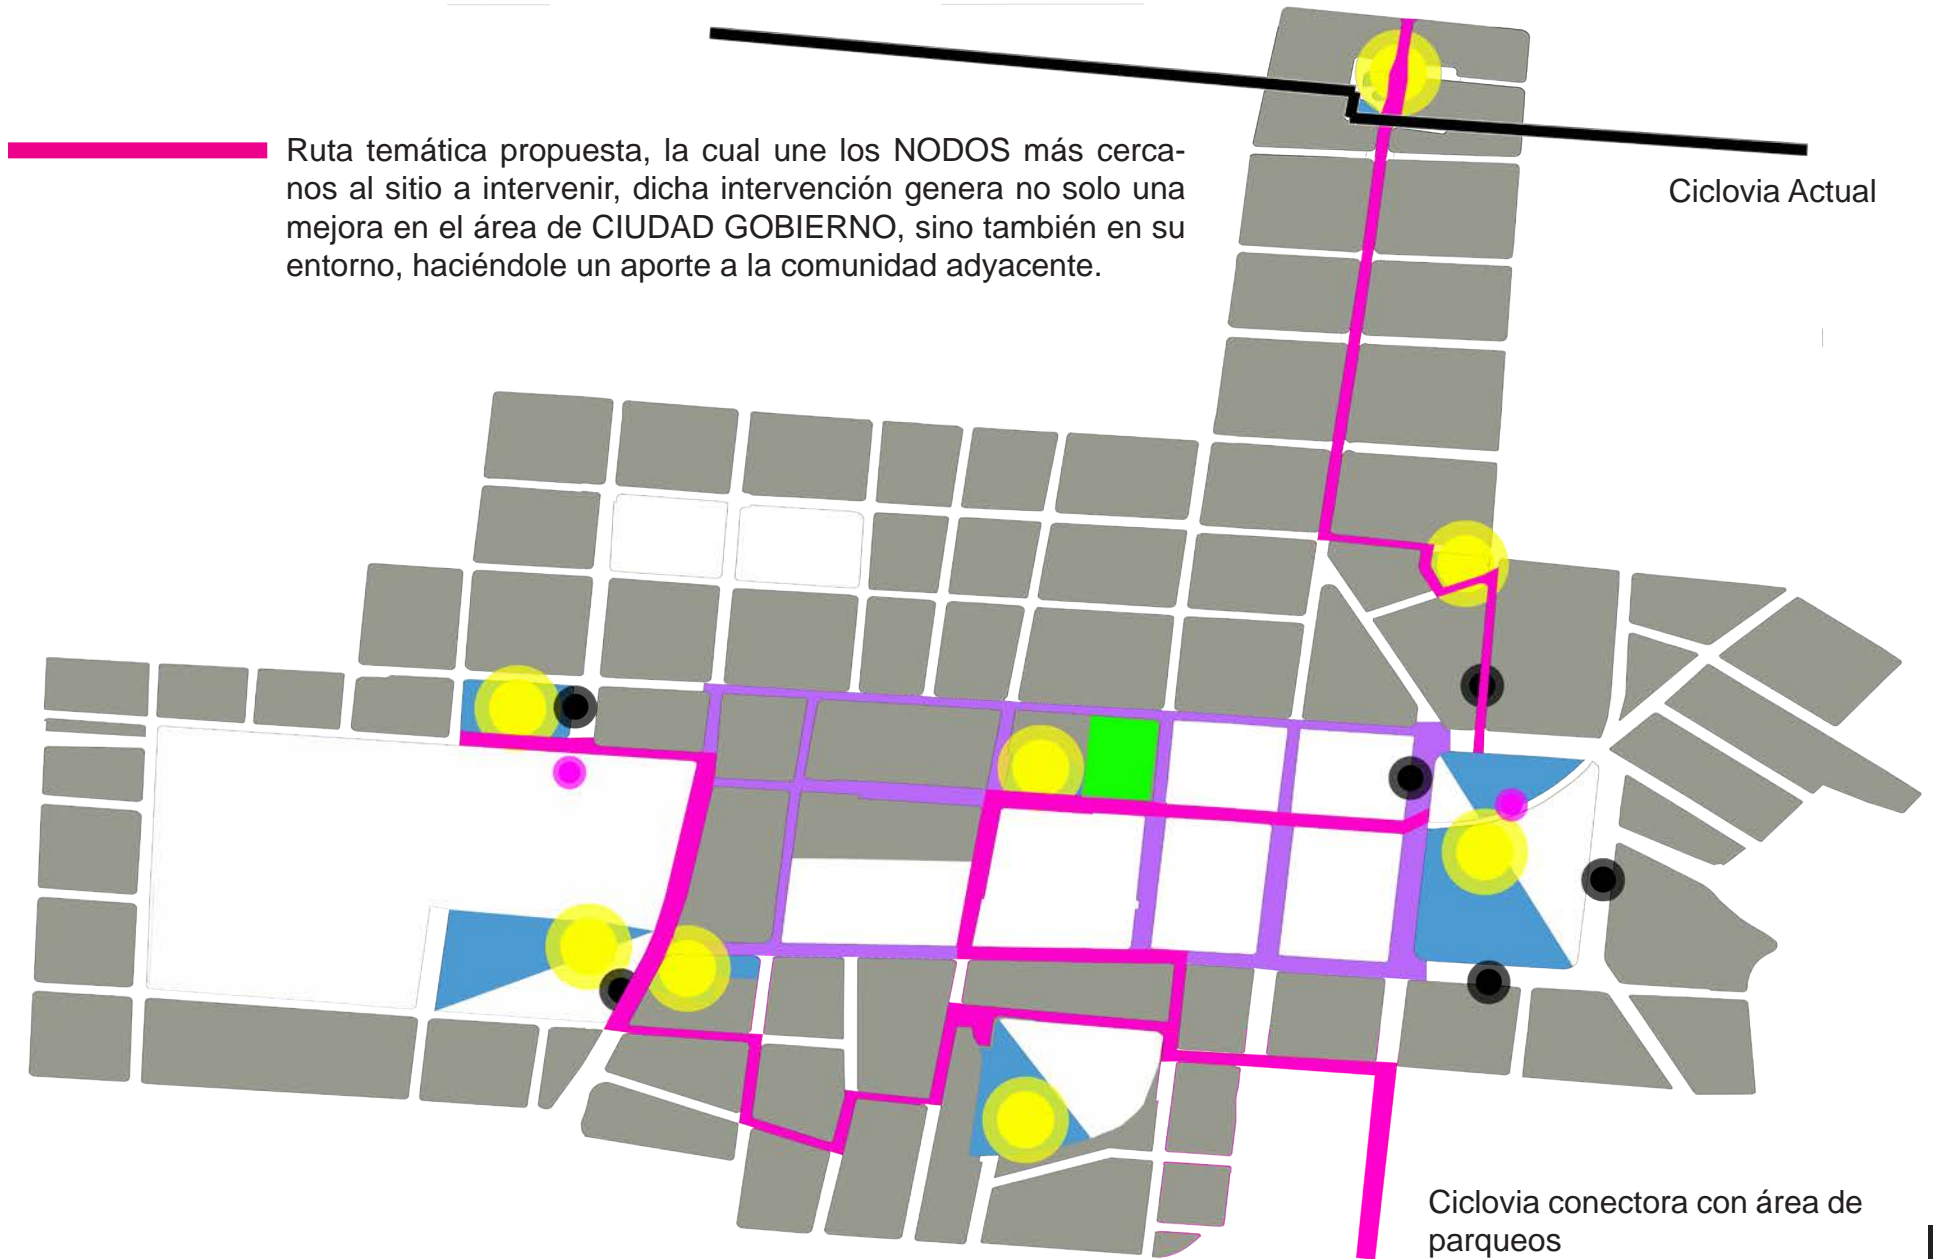 Ruta temática propuesta, la cual une los NODOS más cerca-
nos al sitio a intervenir, dicha intervención genera no solo una
mejora en el área de CIUDAD GOBIERNO, sino también en su
entorno, haciéndole un aporte a la comunidad adyacente.
Ciclovia Actual
Ciclovia conectora con área de
parqueos